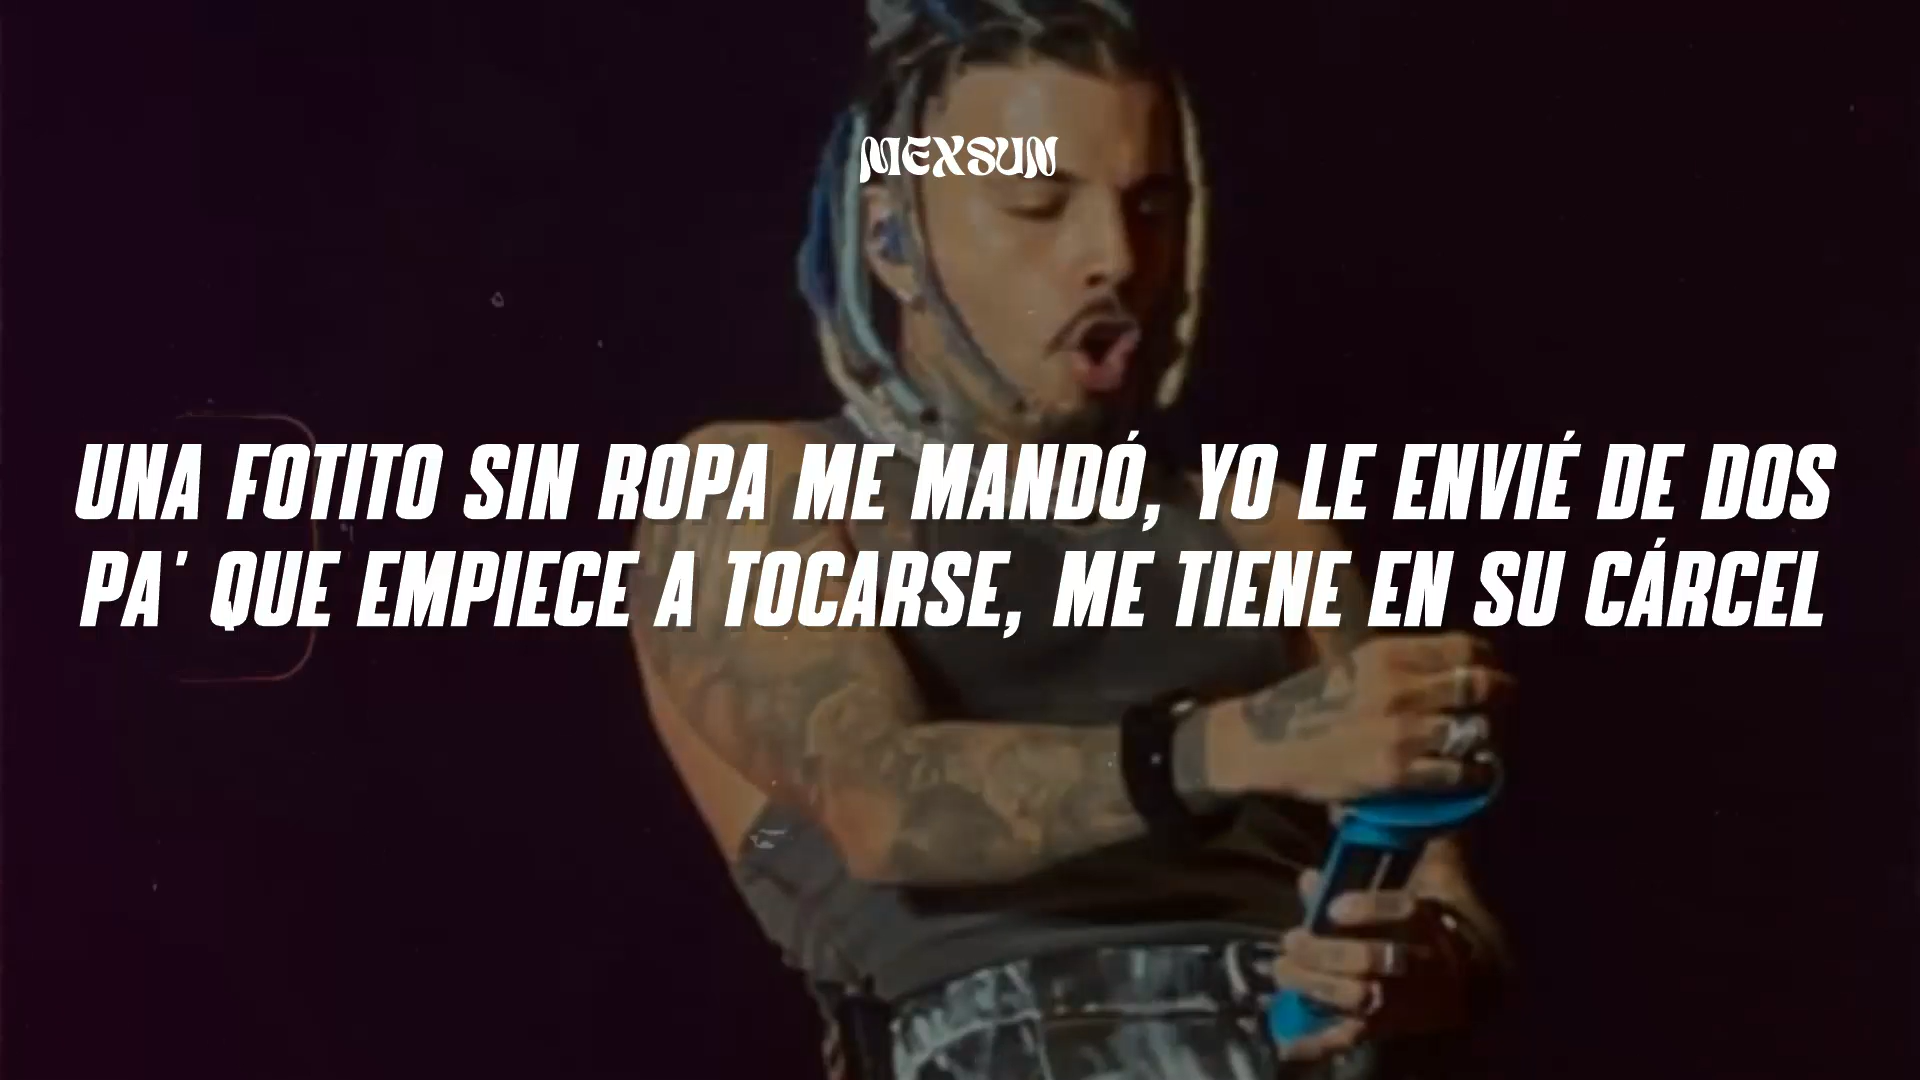 MEXSUN
UNA FOTITO SIN ROPA ME MANDÓ, YO LE ENVIÉ DE DOS
PA' QUE EMPIECE A TOCARSE, ME TIENE EN SU CÁRCEL